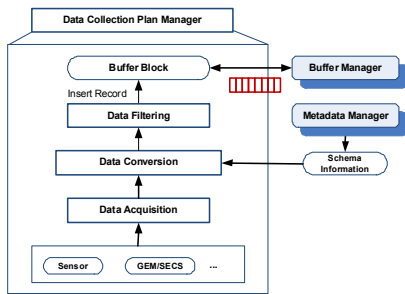 Data Collection Plan Manager
Buffer Block
Buffer Manager
Insert Record
Data Filtering
Metadata Manager
Data Conversion
Schema
Information
Data Acquisition
Sensor
GEM/SECS
...